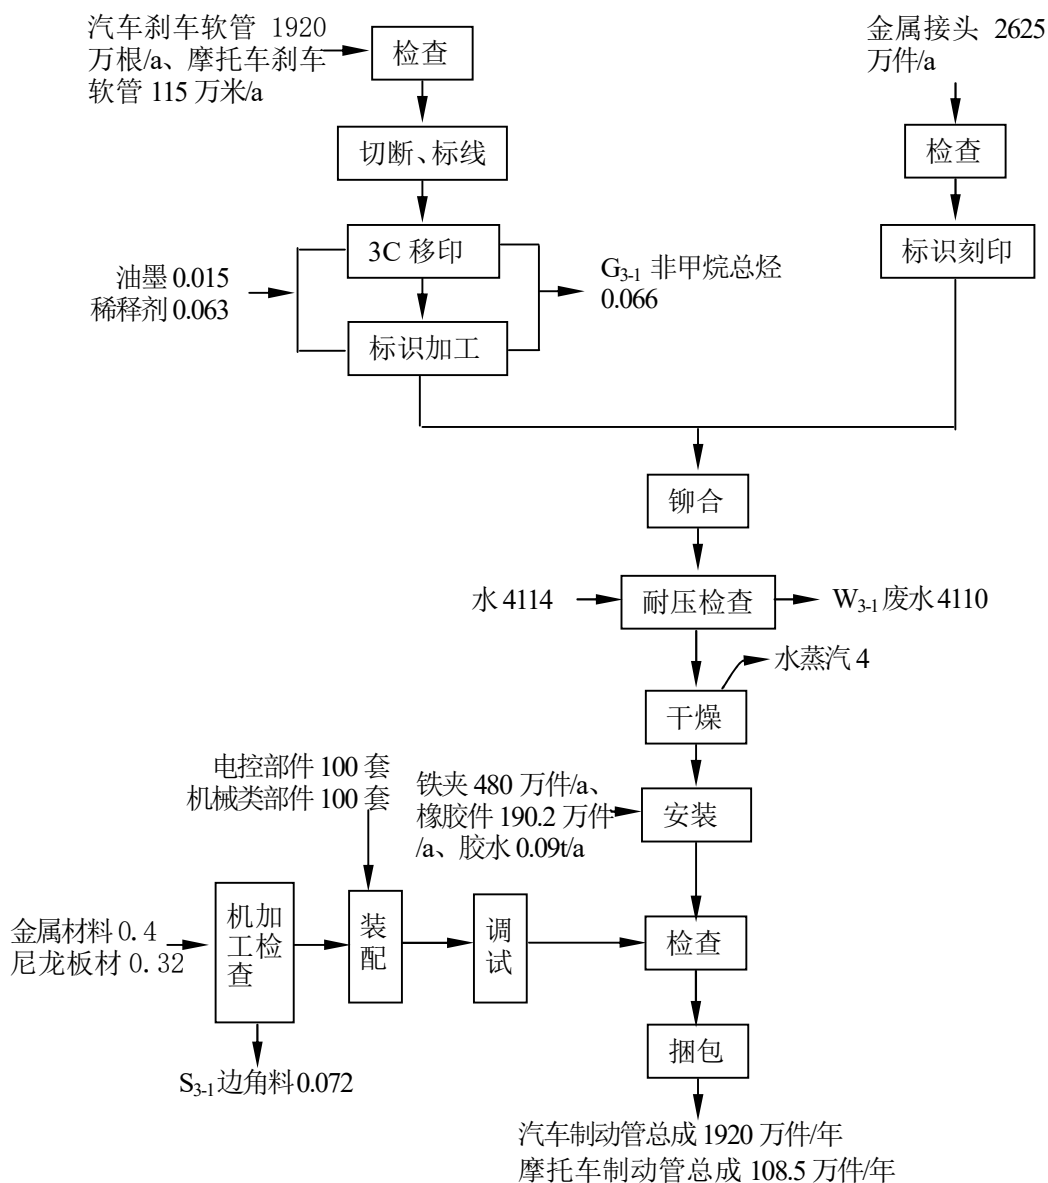 汽车刹车软管 1920
万根/a、摩托车刹车
软管 115 万米/a
检查
金属接头 2625
万件/a
切断、标线
检查
3C 移印
标识刻印
油墨 0.015
稀释剂 0.063
G3-1 非甲烷总烃
0.066
标识加工
铆合
水 4114
耐压检查
W3-1 废水 4110
水蒸汽 4
干燥
电控部件 100 套
机械类部件 100 套
铁夹 480 万件/a、
橡胶件 190.2 万件
/a、胶水 0.09t/a
安装
金属材料 0.4
尼龙板材 0.32
机加
工检
查
装
配
调
试
检查
S3-1 边角料 0.072
捆包
汽车制动管总成 1920 万件/年
摩托车制动管总成 108.5 万件/年